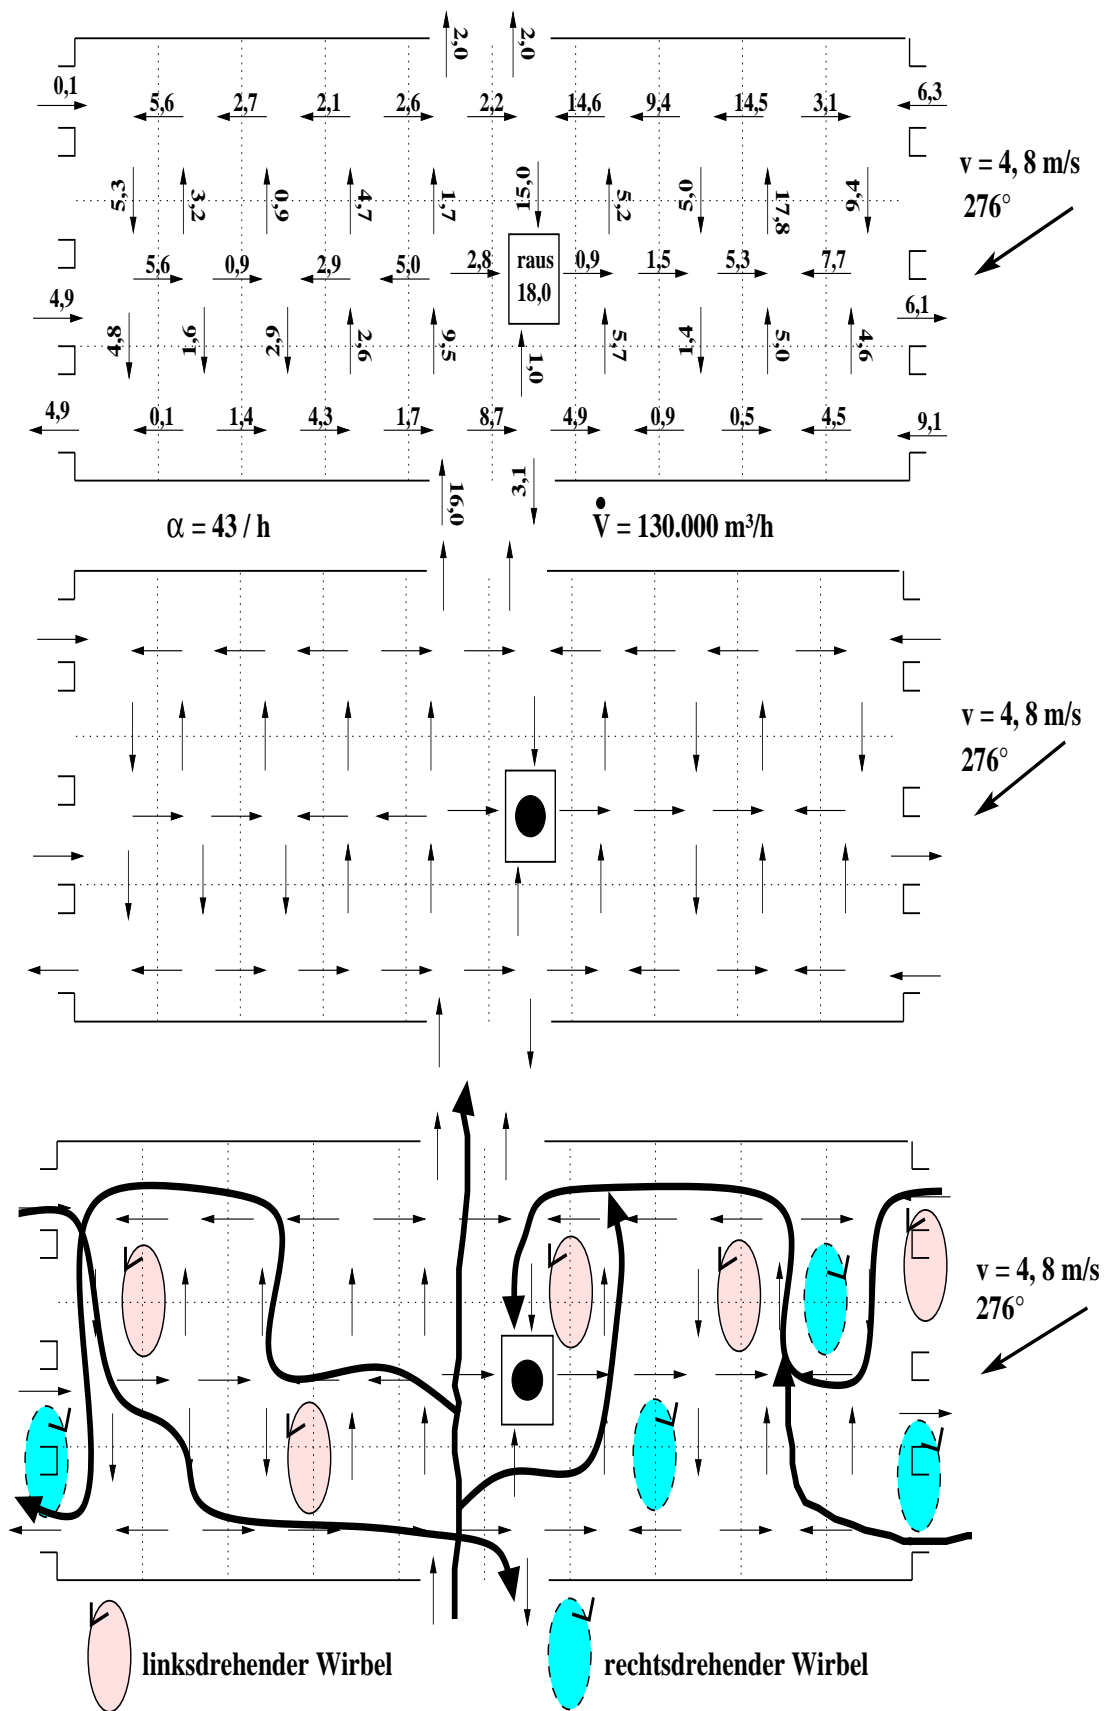 2,0 2,0
0,1 5,6 2,7 2,1 2,6 2,2 14,6 9,4 14,5 3,1 6,3
v = 4, 8 m/s
276°
5,3 3,2 0,9 4,7 1,7 15,0 5,2 5,0 17,8 9,4
5,6 0,9 2,9 5,0 2,8 raus 0,9 1,5 5,3 7,7
18,0
4,9 6,1
4,8 1,6 2,9 2,6 9,5 1,0 5,7 1,4 5,0 4,6
4,9 0,1 1,4 4,3 1,7 8,7 4,9 0,9 0,5 4,5 9,1
16,0 3,1
α = 43 / h V̇ = 130.000 m³/h
v = 4, 8 m/s
276°
v = 4, 8 m/s
276°
linksdrehender Wirbel rechtsdrehender Wirbel